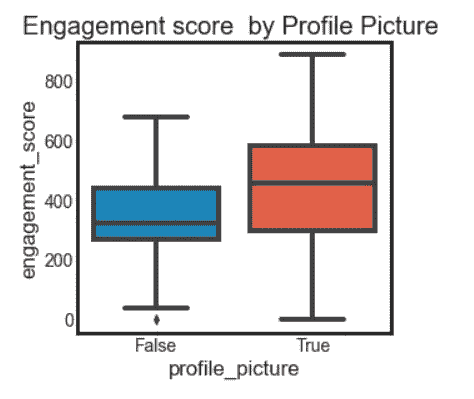 Engagement score  by Profile Picture
engagement_score
800
600
400
200
0
False True
profile_picture